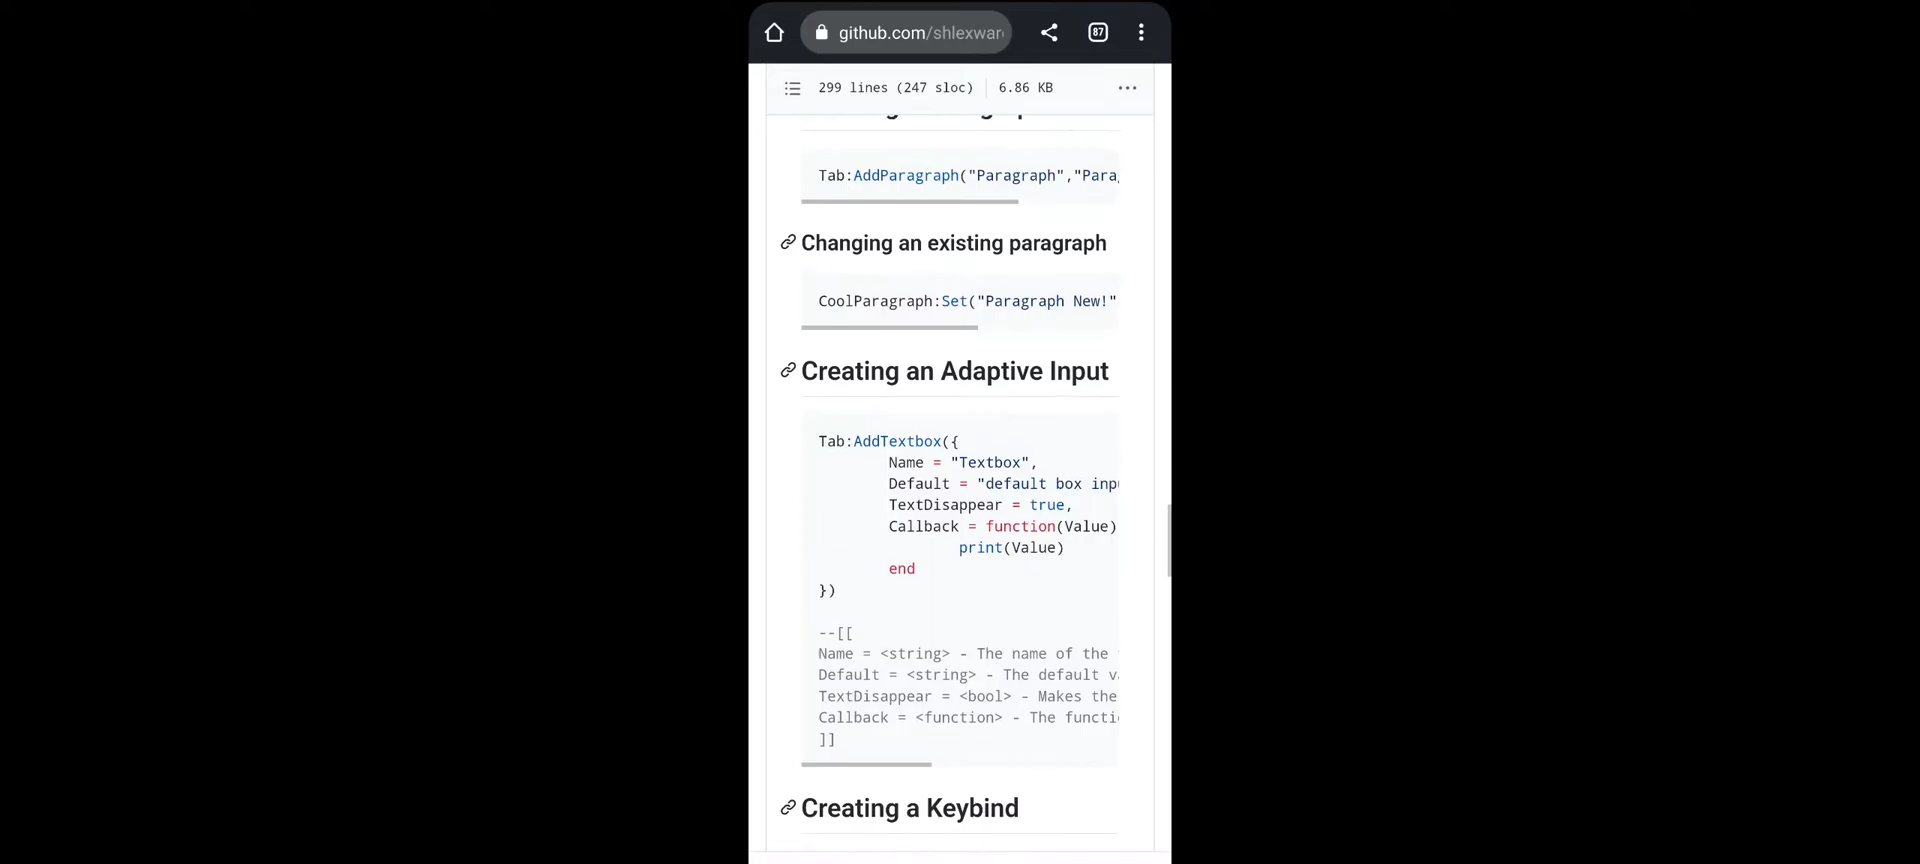 github.com/shlexwar
87
299 lines (247 sloc) 6.86 KB
Tab:AddParagraph("Paragraph","Para
Changing an existing paragraph
CoolParagraph:Set("Paragraph New!"
Creating an Adaptive Input
Tab:AddTextbox({
Name = "Textbox",
Default = "default box inp
TextDisappear = true,
Callback = function(Value)
print(Value)
end
})
--[[
Name = <string> - The name of the
Default = <string> - The default v
TextDisappear = <bool> - Makes the
Callback = <function> - The functi
]]
Creating a Keybind